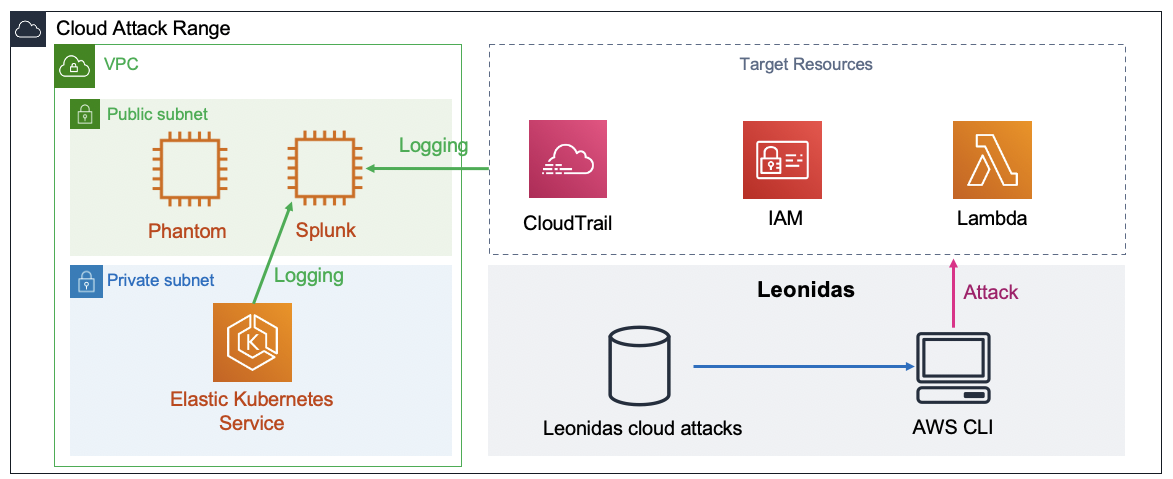 Cloud Attack Range
VPC
Public subnet
Phantom
Splunk
Logging
Private subnet
Logging
K
Elastic Kubernetes
Service
Target Resources
CloudTrail
IAM
Lambda
Leonidas
Attack
Leonidas cloud attacks
AWS CLI